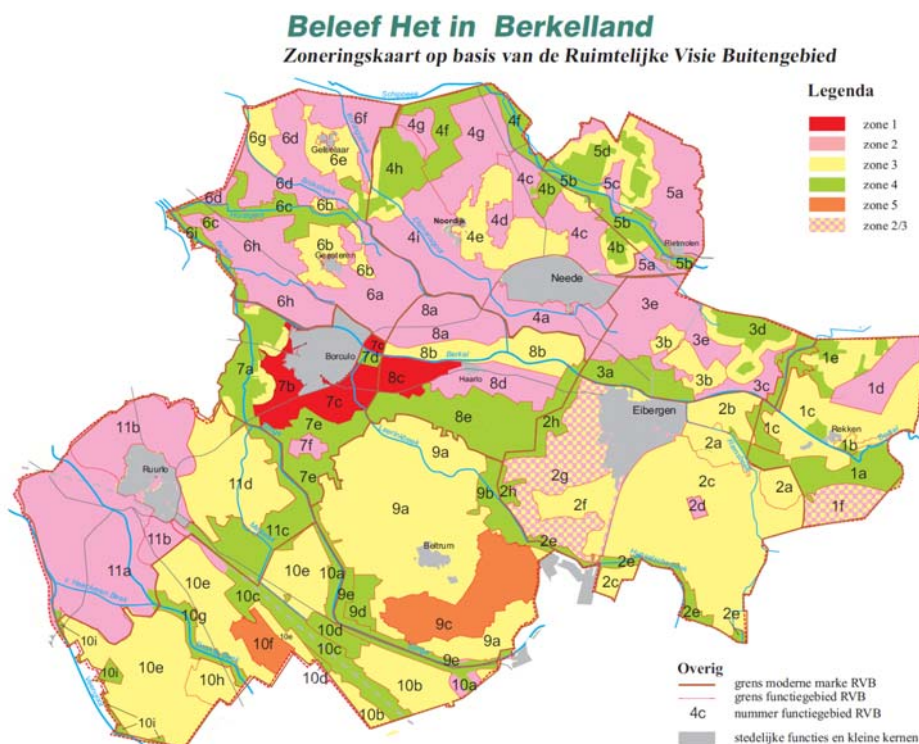 Beleef Het in Berkelland
Zoneringskaart op basis van de Ruimtelijke Visie Buitengebied
Legenda
zone 1
zone 2
zone 3
zone 4
zone 5
zone 2/3
6g
6d
6f
4g
4f
4g
4f
Gelselaar
6e
4h
5d
6d
4c
4b
5b
5c
5a
6d
6c
6b
Noordijk
4d
6c
6i
6h
6b
4i
4e
4c
4b
5b
Rietmolen
Geesteren
6b
5a
5b
Neede
6h
6a
8a
4a
3e
8a
3d
7c
3b
3e
1e
Borculo
7d
8b
Berkel
8b
7a
3a
3b
3c
1d
7b
8c
Haarlo
8d
7c
2b
1c
Eibergen
7e
8e
2h
1c
Rekken
11b
7f
9a
2a
1b
Ruurlo
2g
1a
11d
7e
2c
2a
9a
9b
2h
2f
2d
1f
11c
11b
Beltrum
2e
11a
10e
10e
10a
2e
10c
9e
2c
10g
9d
9c
2e
2e
10d
10f
10e
10c
9a
10i
10i
10e
10h
9e
10d
10b
10a
10i
10b
Overig
grens moderne marke RVB
grens functiegebied RVB
4c
nummer functiegebied RVB
stedelijke functies en kleine kernen